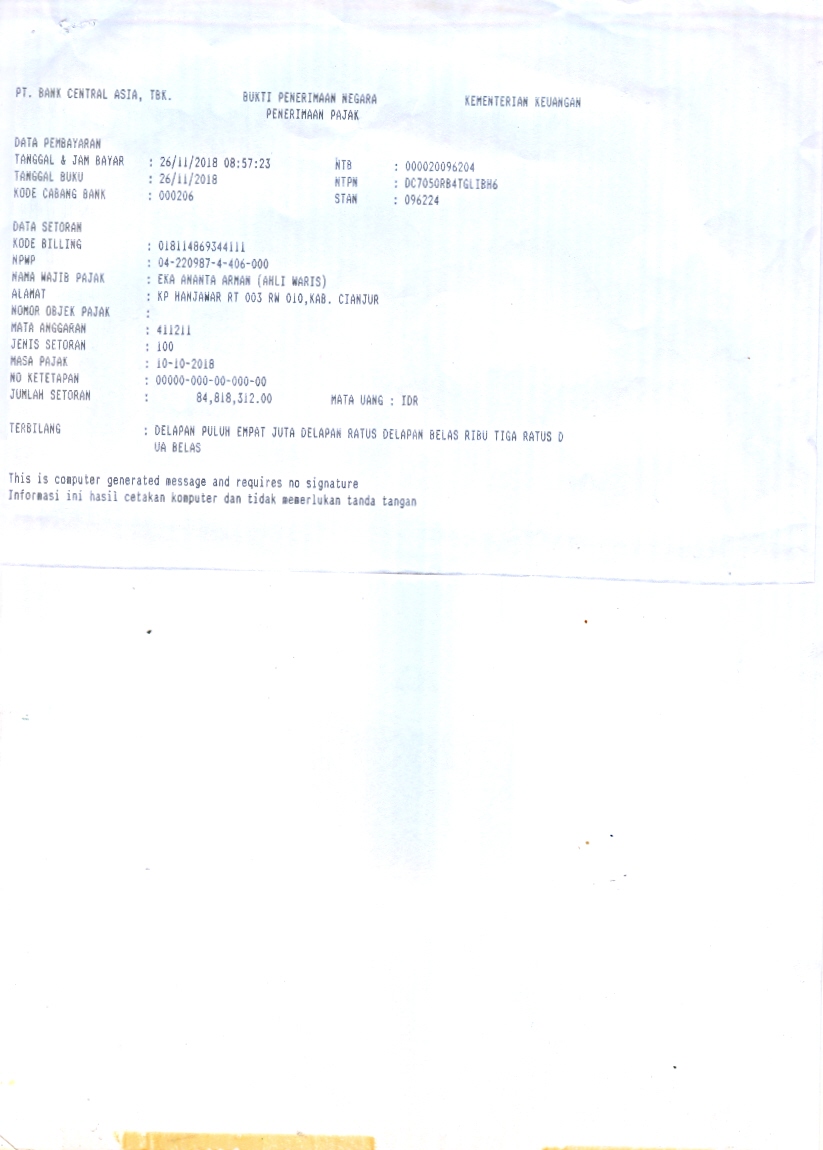 PT. BANK CENTRAL ASIA, TBK. BUKTI PENERIMAAN NEGARA KEMENTERIAN KEUANGAN
PENERIMAAN PAJAK
DATA PEMBAYARAN
TANGGAL & JAM BAYAR : 26/11/2018 08:57:23 NTB : 000020096204
TANGGAL BUKU : 26/11/2018 NTPN : DC7050RB4TGLIBH6
KODE CABANG BANK : 000206 STAN : 096224
DATA SETORAN
KODE BILLING : 018114869344111
NPWP : 04-220987-4-406-000
NAMA WAJIB PAJAK : EKA ANANTA ARMAN (AHLI WARIS)
ALAMAT : KP HANJAWAR RT 003 RW 010,KAB. CIANJUR
NOMOR OBJEK PAJAK :
MATA ANGGARAN : 411211
JENIS SETORAN : 100
MASA PAJAK : 10-10-2018
NO KETETAPAN : 00000-000-00-000-00
JUMLAH SETORAN : 84,818,312.00 MATA UANG : IDR
TERBILANG : DELAPAN PULUH EMPAT JUTA DELAPAN RATUS DELAPAN BELAS RIBU TIGA RATUS D
UA BELAS
This is computer generated message and requires no signature
Informasi ini hasil cetakan komputer dan tidak memerlukan tanda tangan